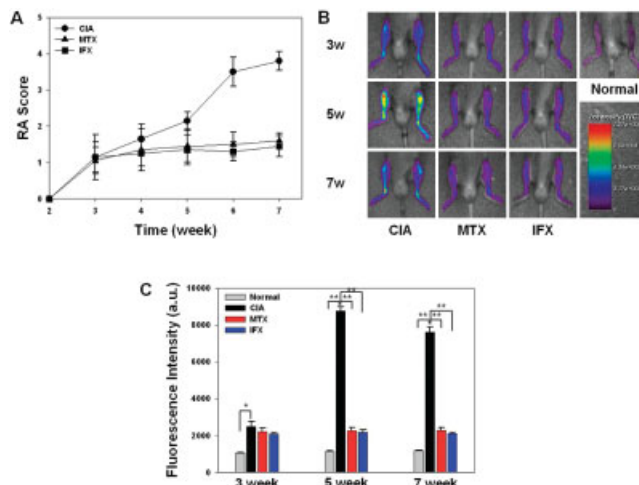 A
5
4
3
2
1
0
RA Score
CIA
MTX
IFX
2
3
4
5
6
7
Time (week)
B
3w
5w
7w
Normal
CIA
MTX
IFX
C
10000
8000
6000
4000
2000
0
Fluorescence Intensity (a.u.)
Normal
CIA
MTX
IFX
*
**
** **
**
** **
3 week
5 week
7 week